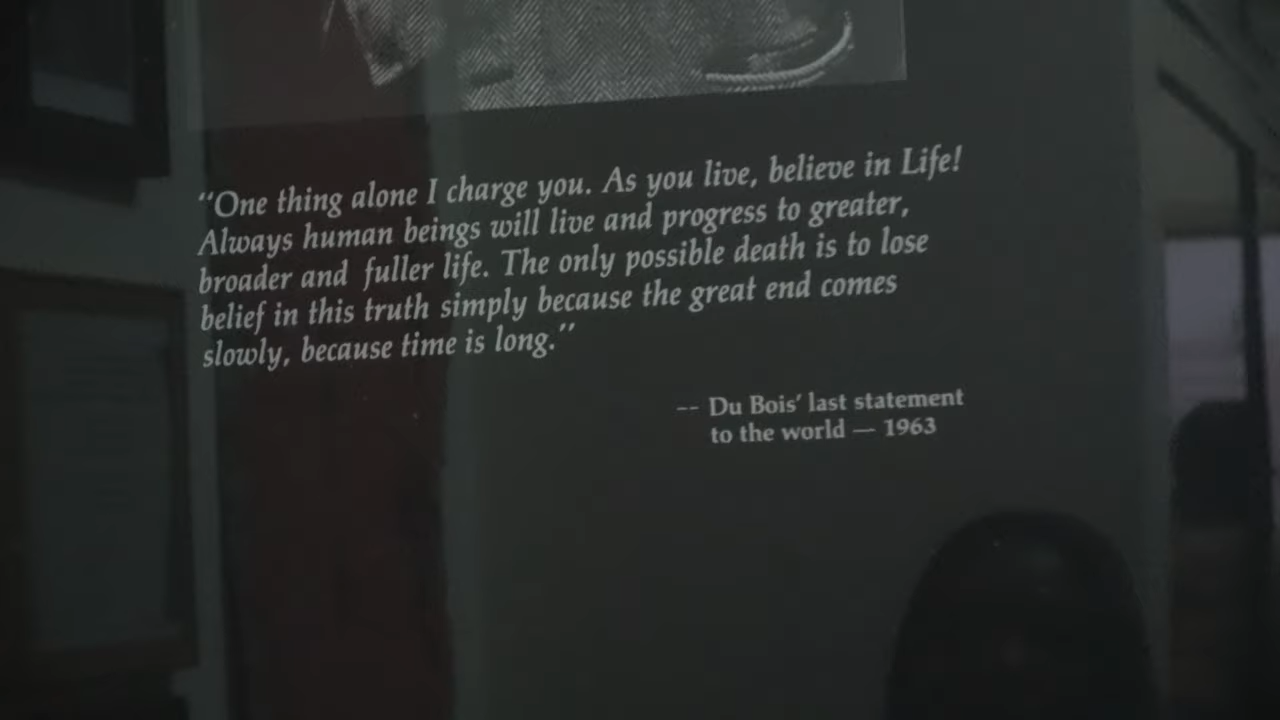 “One thing alone I charge you. As you live, believe in Life!
Always human beings will live and progress to greater,
broader and fuller life. The only possible death is to lose
belief in this truth simply because the great end comes
slowly, because time is long.”
-- Du Bois’ last statement
to the world — 1963